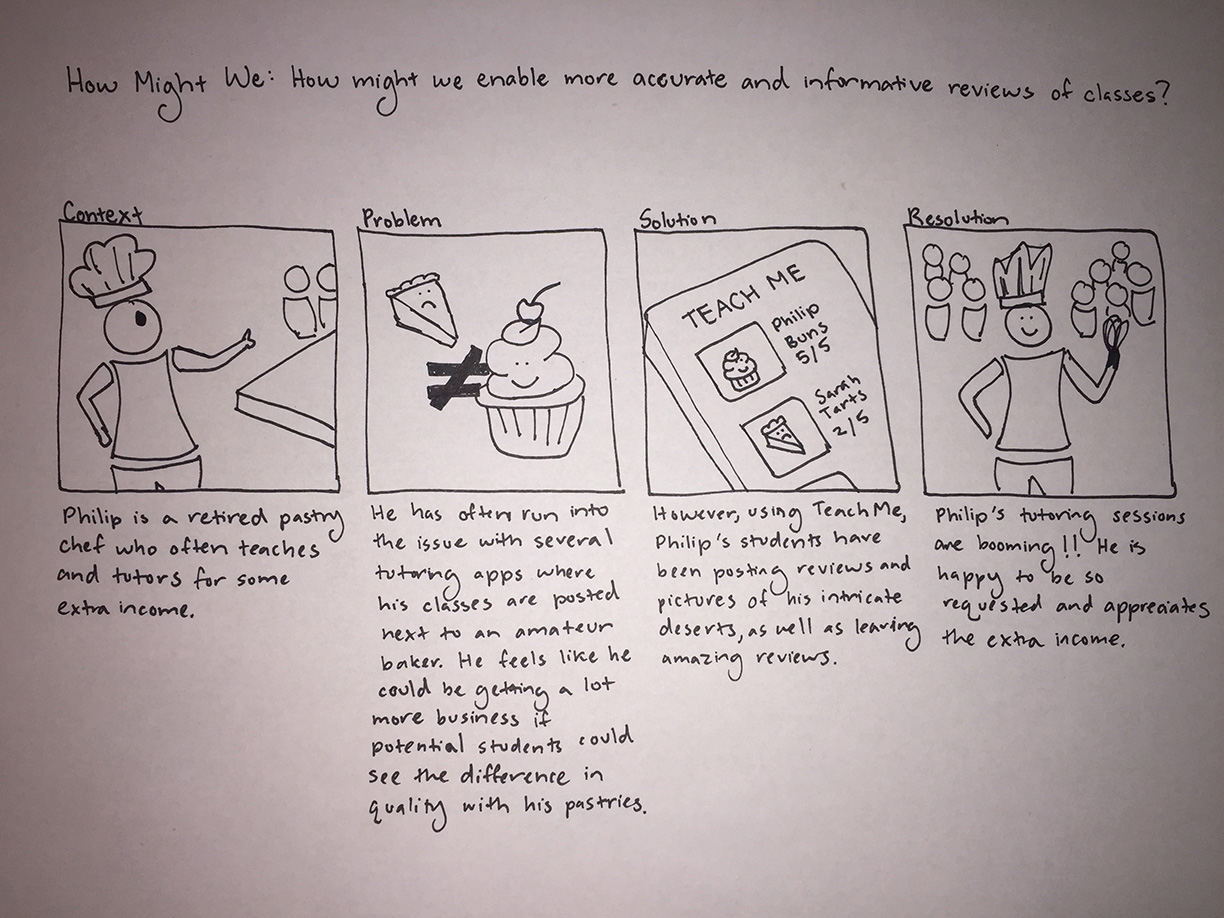 How Might We: How might we enable more accurate and informative reviews of classes?
Context
Philip is a retired pastry
chef who often teaches
and tutors for some
extra income.
Problem
He has often run into
the issue with several
tutoring apps where
his classes are posted
next to an amateur
baker. He feels like he
could be getting a lot
more business if
potential students could
see the difference in
quality with his pastries.
Solution
TEACH ME
Philip
Buns
5/5
Sarah
Tarts
2/5
However, using TeachMe,
Philip's students have
been posting reviews and
pictures of his intricate
deserts, as well as leaving
amazing reviews.
Resolution
Philip's tutoring sessions
are booming!! He is
happy to be so
requested and appreciates
the extra income.